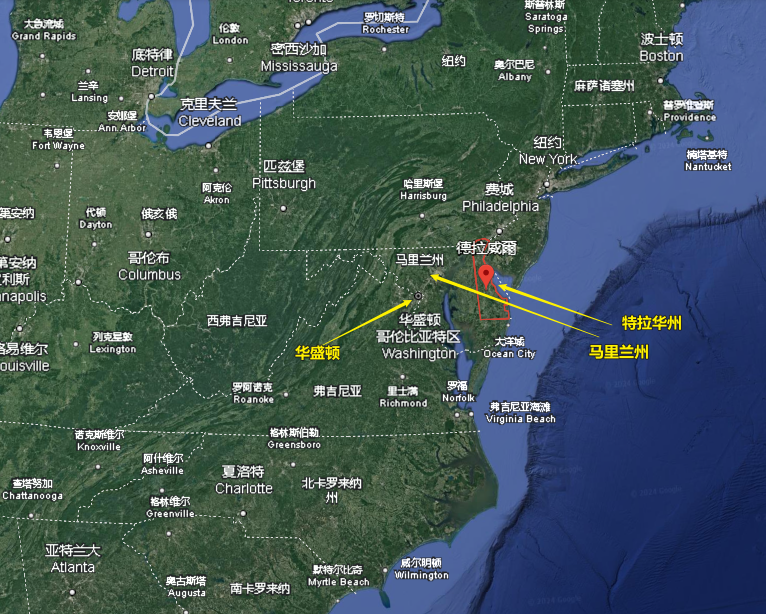 斯普林斯
Saratoga
Springs
Toronto
大急流城
Grand Rapids
伦敦
London
罗切斯特
Rochester
密西沙加
Mississauga
底特律
Detroit
纽约
奥尔巴尼
Albany
波士顿
Boston
兰辛
Lansing
麻萨诸塞州
克里夫兰
Cleveland
安娜堡
Ann Arbor
普罗维登斯
Providence
韦恩堡
Fort Wayne
纽约
New York
楠塔基特
Nantucket
匹兹堡
Pittsburgh
阿克伦
Akron
哈里斯堡
Harrisburg
费城
Philadelphia
第安纳
代顿
Dayton
俄亥俄
德拉威爾
马里兰州
哥伦布
Columbus
第安纳
波利斯
napolis
西弗吉尼亚
华盛顿
哥伦比亚特区
Washington
特拉华州
马里兰州
华盛顿
大洋城
Ocean City
列克星敦
Lexington
路易维尔
ouisville
罗阿诺克
Roanoke
弗吉尼亚
里士满
Richmond
罗福
Norfolk
弗吉尼亚海滩
Virginia Beach
诺克斯维尔
Knoxville
格林斯伯勒
Greensboro
阿什维尔
Asheville
查塔努加
Chattanooga
夏洛特
Charlotte
北卡罗来纳
州
格林维尔
Greenville
亚特兰大
Atlanta
默特尔比奇
Myrtle Beach
威尔明顿
Wilmington
奥古斯塔
Augusta
南卡罗来纳